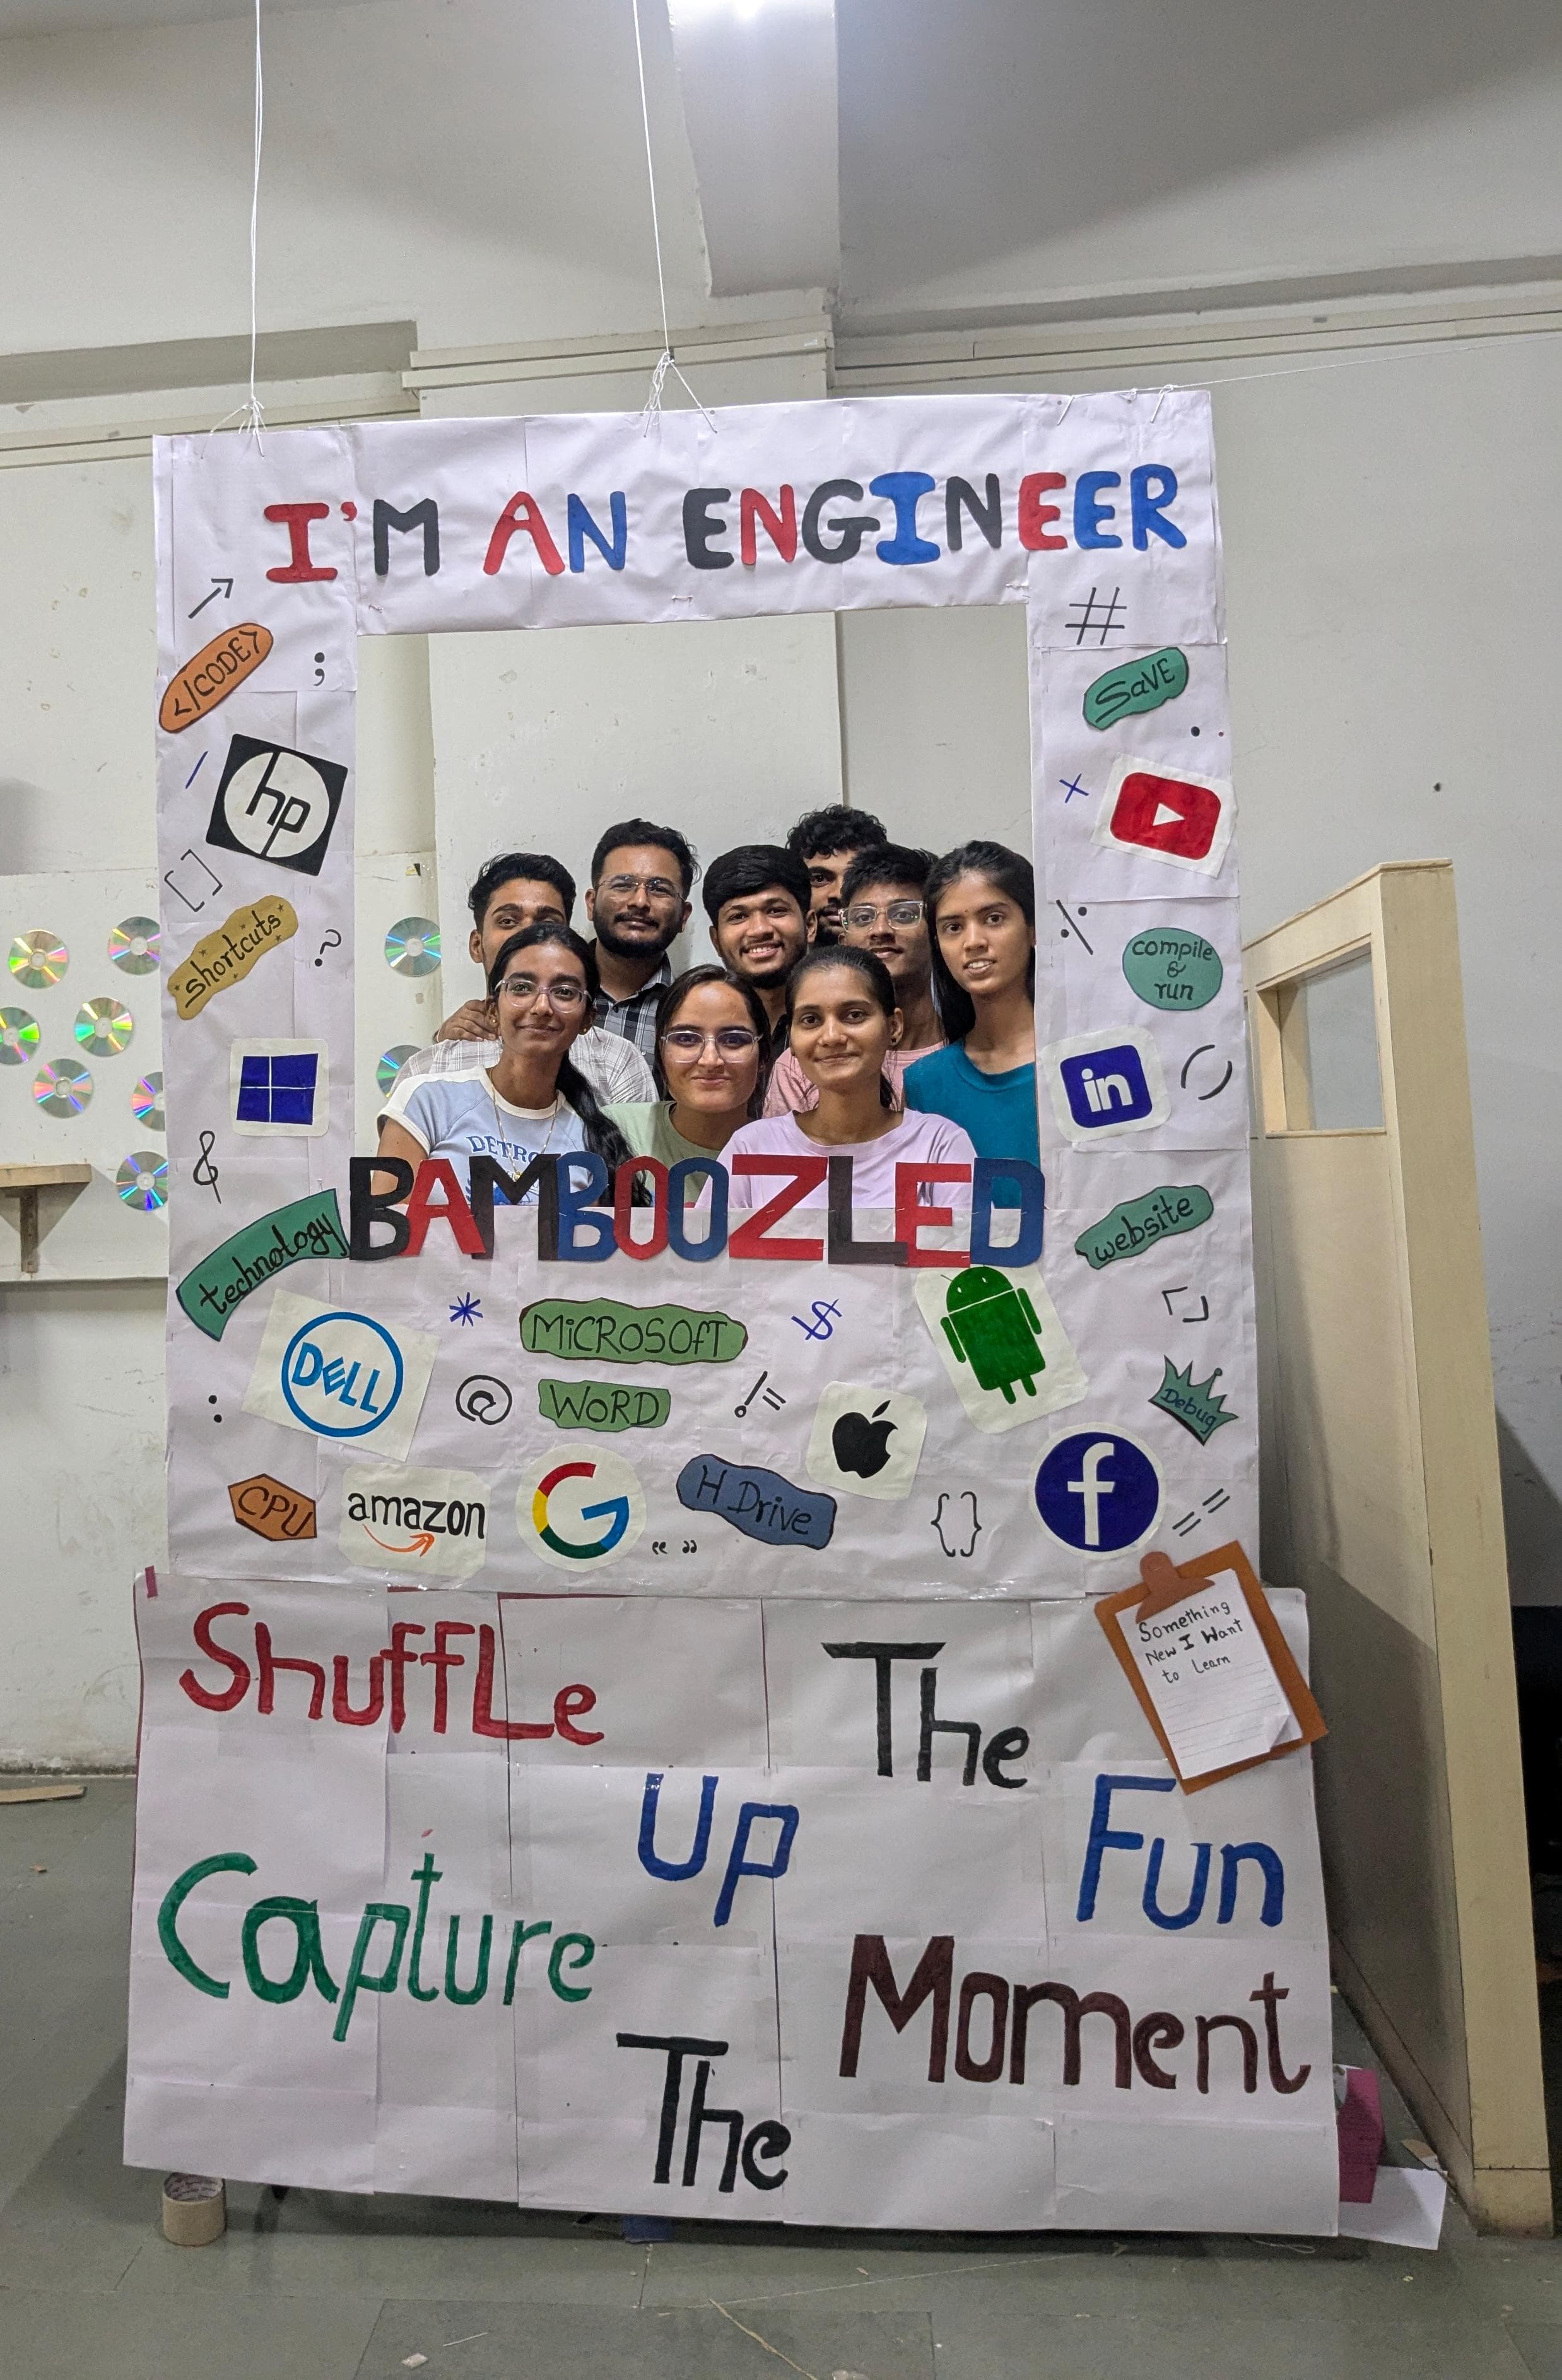 I'M AN ENGINEER
#
</CODE>
;
SaVE
/
hp
x
[ ]
shortcuts
?
%
compile
&
run
in
( )
DETRO
BAMBOOZLED
technology
website
*
MiCROSOfT
$
[ ]
DELL
:
@
WORD
!=
Debug
CPU
amazon
G
“ ”
H Drive
{ }
f
==
Something
New I Want
to Learn
ShuffLe The
Up Fun
Capture Moment
The